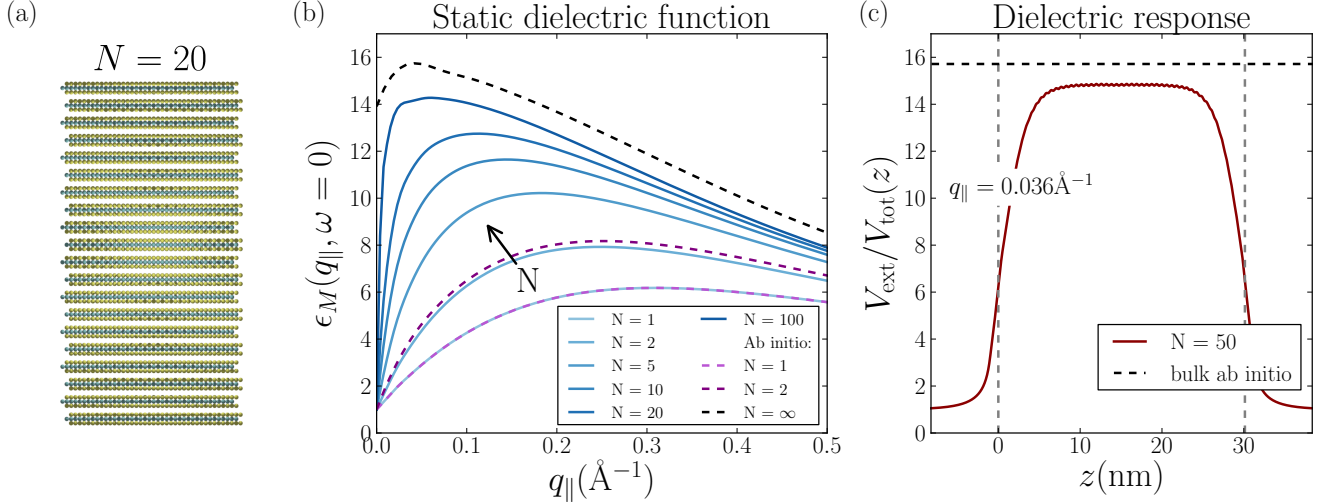 (a)
N = 20
(b)
Static dielectric function
ϵ_M(q_∥, ω = 0)
16
14
12
10
8
6
4
2
0.0
0.1
0.2
0.3
0.4
0.5
q_∥(Å⁻¹)
N
N = 1
N = 2
N = 5
N = 10
N = 20
N = 100
Ab initio:
N = 1
N = 2
N = ∞
(c)
Dielectric response
V_ext/V_tot(z)
16
14
12
10
8
6
4
2
0
q_∥ = 0.036Å⁻¹
N = 50
bulk ab initio
0
10
20
30
z(nm)